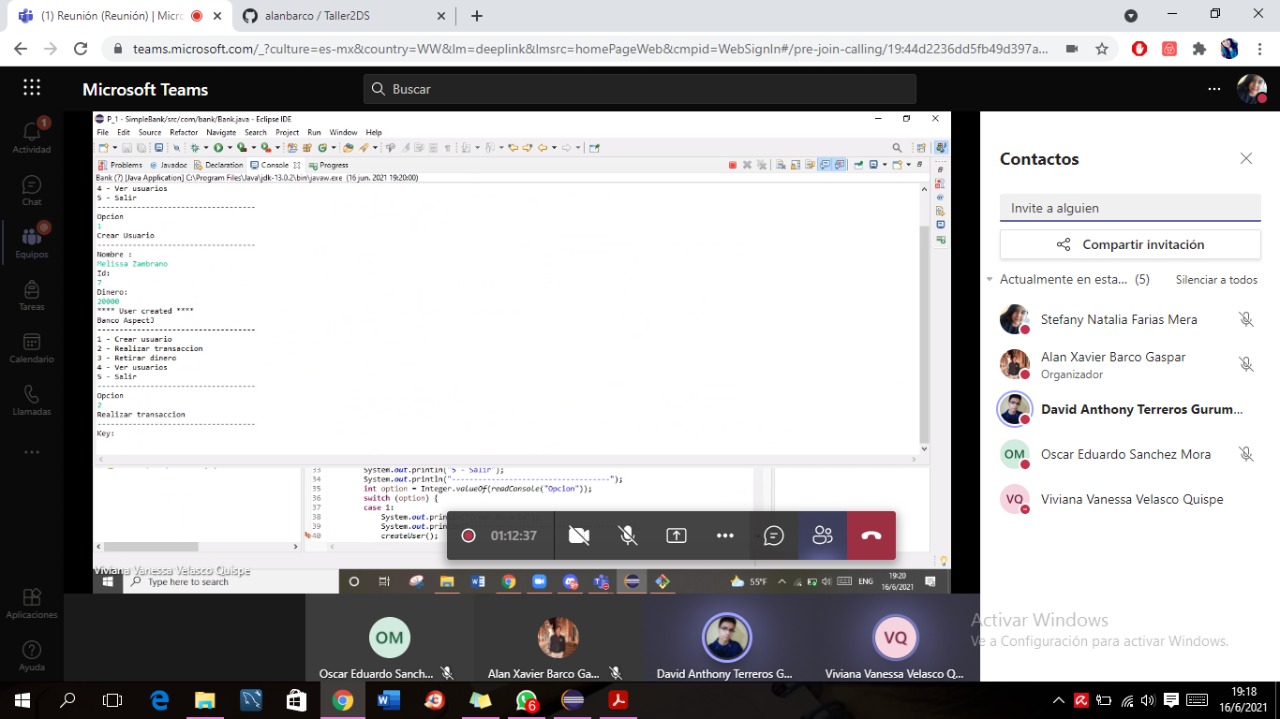 (1) Reunión (Reunión) | Micr
alanbarco / Taller2DS
teams.microsoft.com/_?culture=es-mx&country=WW&lm=deeplink&lmsrc=homePageWeb&cmpid=WebSignIn#/pre-join-calling/19:44d2236dd5fb49d397a...
Microsoft Teams
Buscar
Actividad
1
Chat
Equipos
Tareas
Calendario
Llamadas
Aplicaciones
Ayuda
P_1 - SimpleBank/src/com/bank/Bank.java - Eclipse IDE
File Edit Source Refactor Navigate Search Project Run Window Help
Problems Javadoc Declaration Console Progress
Bank (?) [Java Application] C:\Program Files\Java\jdk-13.0.2\bin\javaw.exe (16 jun. 2021 19:20:00)
4 - Ver usuarios
5 - Salir
----------------------------------------
Opcion
1
Crear Usuario
----------------------------------------
Nombre :
Melissa Zambrano
Id:
7
Dinero:
20000
**** User created ****
Banco AspectJ
----------------------------------------
1 - Crear usuario
2 - Realizar transaccion
3 - Retirar dinero
4 - Ver usuarios
5 - Salir
----------------------------------------
Opcion
2
Realizar transaccion
----------------------------------------
Key:
33 System.out.println("5 - Salir");
34 System.out.println("----------------------------------------");
35 int option = Integer.valueOf(readConsole("Opcion"));
36 switch (option) {
37 case 1:
38 System.out.p
39 System.out.pr
40 createUser();
01:12:37
Viviana Vanessa Velasco Quispe
Type here to search
55°F
ENG
19:20
16/6/2021
OM
VQ
Oscar Eduardo Sanch...
Alan Xavier Barco Ga...
David Anthony Terreros G...
Viviana Vanessa Velasco Q...
Contactos
Invite a alguien
Compartir invitación
Actualmente en esta... (5) Silenciar a todos
Stefany Natalia Farias Mera
Alan Xavier Barco Gaspar
Organizador
David Anthony Terreros Gurum...
OM
Oscar Eduardo Sanchez Mora
VQ
Viviana Vanessa Velasco Quispe
Activar Windows
Ve a Configuración para activar Windows.
6
19:18
16/6/2021